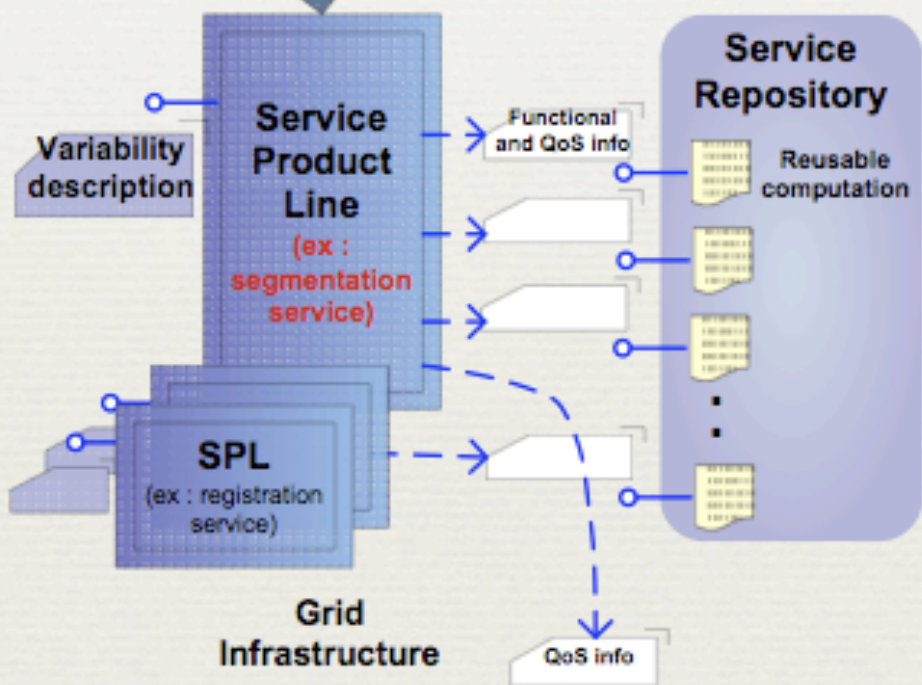 Service
Product
Line
(ex :
segmentation
service)
Variability
description
Functional
and QoS info
Service
Repository
Reusable
computation
SPL
(ex : registration
service)
Grid
Infrastructure
QoS info